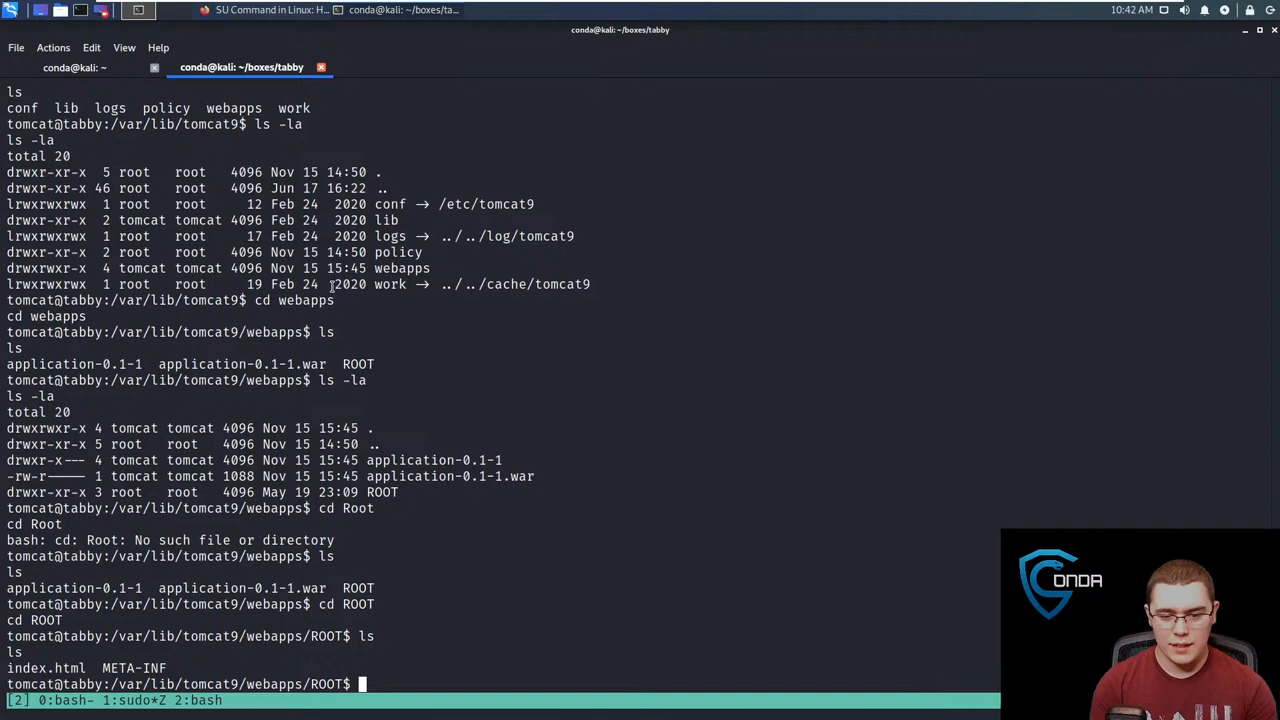 SU Command in Linux: H...
conda@kali: ~/boxes/ta...
10:42 AM
conda@kali: ~/boxes/tabby
File Actions Edit View Help
conda@kali: ~
conda@kali: ~/boxes/tabby
ls
conf lib logs policy webapps work
tomcat@tabby:/var/lib/tomcat9$ ls -la
ls -la
total 20
drwxr-xr-x 5 root root 4096 Nov 15 14:50 .
drwxr-xr-x 46 root root 4096 Jun 17 16:22 ..
lrwxrwxrwx 1 root root 12 Feb 24 2020 conf → /etc/tomcat9
drwxr-xr-x 2 tomcat tomcat 4096 Feb 24 2020 lib
lrwxrwxrwx 1 root root 17 Feb 24 2020 logs → ../../log/tomcat9
drwxr-xr-x 2 root root 4096 Nov 15 14:50 policy
drwxrwxr-x 4 tomcat tomcat 4096 Nov 15 15:45 webapps
lrwxrwxrwx 1 root root 19 Feb 24 2020 work → ../../cache/tomcat9
tomcat@tabby:/var/lib/tomcat9$ cd webapps
cd webapps
tomcat@tabby:/var/lib/tomcat9/webapps$ ls
ls
application-0.1-1 application-0.1-1.war ROOT
tomcat@tabby:/var/lib/tomcat9/webapps$ ls -la
ls -la
total 20
drwxrwxr-x 4 tomcat tomcat 4096 Nov 15 15:45 .
drwxr-xr-x 5 root root 4096 Nov 15 14:50 ..
drwxr-x--- 4 tomcat tomcat 4096 Nov 15 15:45 application-0.1-1
-rw-r----- 1 tomcat tomcat 1088 Nov 15 15:45 application-0.1-1.war
drwxr-xr-x 3 root root 4096 May 19 23:09 ROOT
tomcat@tabby:/var/lib/tomcat9/webapps$ cd Root
cd Root
bash: cd: Root: No such file or directory
tomcat@tabby:/var/lib/tomcat9/webapps$ ls
ls
application-0.1-1 application-0.1-1.war ROOT
tomcat@tabby:/var/lib/tomcat9/webapps$ cd ROOT
cd ROOT
tomcat@tabby:/var/lib/tomcat9/webapps/ROOT$ ls
ls
index.html META-INF
tomcat@tabby:/var/lib/tomcat9/webapps/ROOT$
[2] 0:bash- 1:sudo*Z 2:bash
CONDA